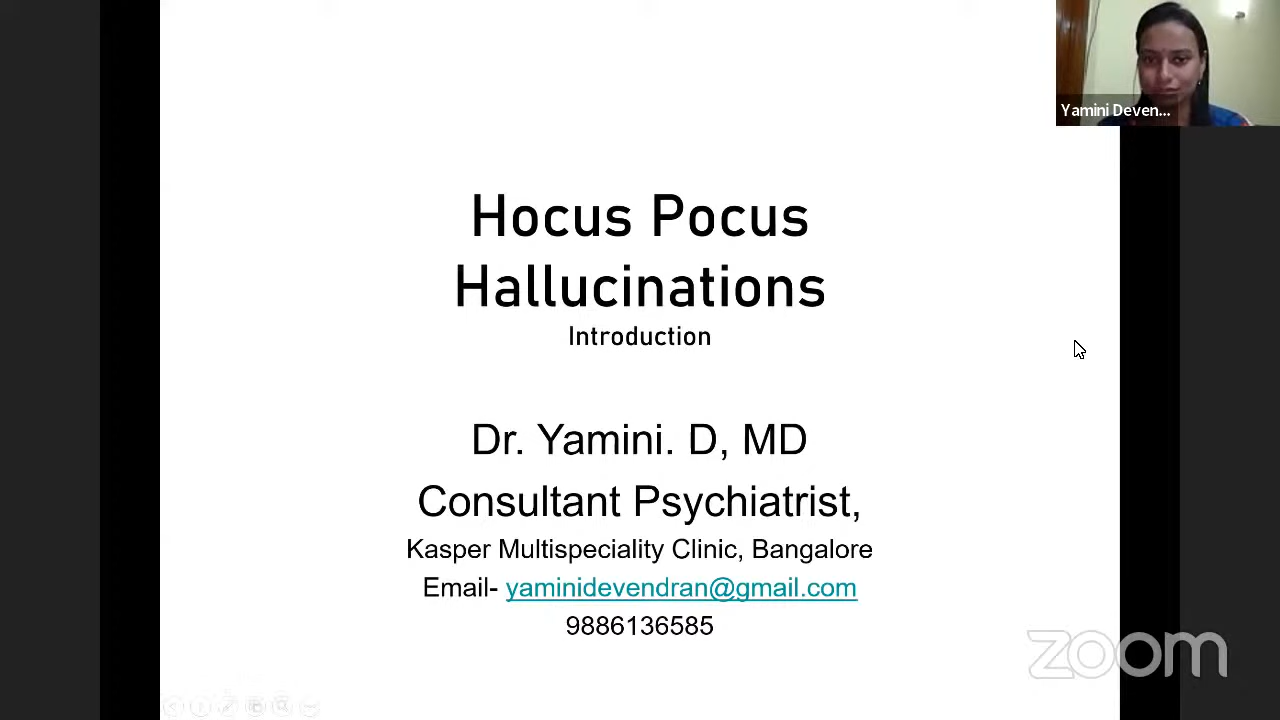 Yamini Deven...
Hocus Pocus
Hallucinations
Introduction
Dr. Yamini. D, MD
Consultant Psychiatrist,
Kasper Multispeciality Clinic, Bangalore
Email- yaminidevendran@gmail.com
9886136585
zoom